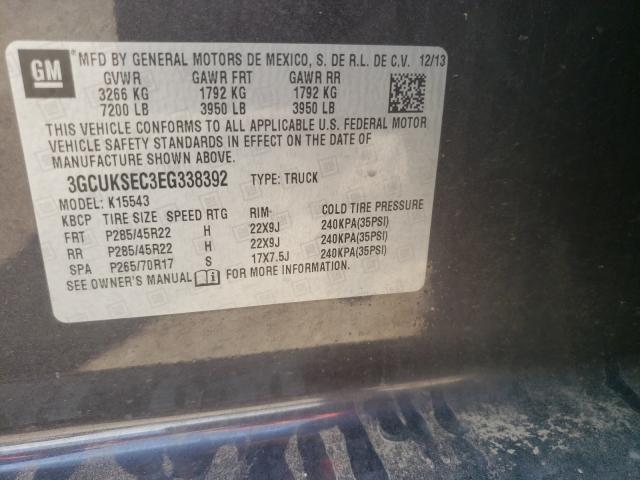 GM
®MFD BY GENERAL MOTORS DE MEXICO, S. DE R.L. DE C.V. 12/13
GVWR GAWR FRT GAWR RR
3266 KG 1792 KG 1792 KG
7200 LB 3950 LB 3950 LB
THIS VEHICLE CONFORMS TO ALL APPLICABLE U.S. FEDERAL MOTOR
VEHICLE SAFETY STANDARDS IN EFFECT ON THE DATE OF
MANUFACTURE SHOWN ABOVE.
3GCUKSEC3EG338392 TYPE: TRUCK
MODEL: K15543
KBCP TIRE SIZE SPEED RTG RIM COLD TIRE PRESSURE
FRT P285/45R22 H 22X9J 240KPA(35PSI)
RR P285/45R22 H 22X9J 240KPA(35PSI)
SPA P265/70R17 S 17X7.5J 240KPA(35PSI)
SEE OWNER'S MANUAL FOR MORE INFORMATION.